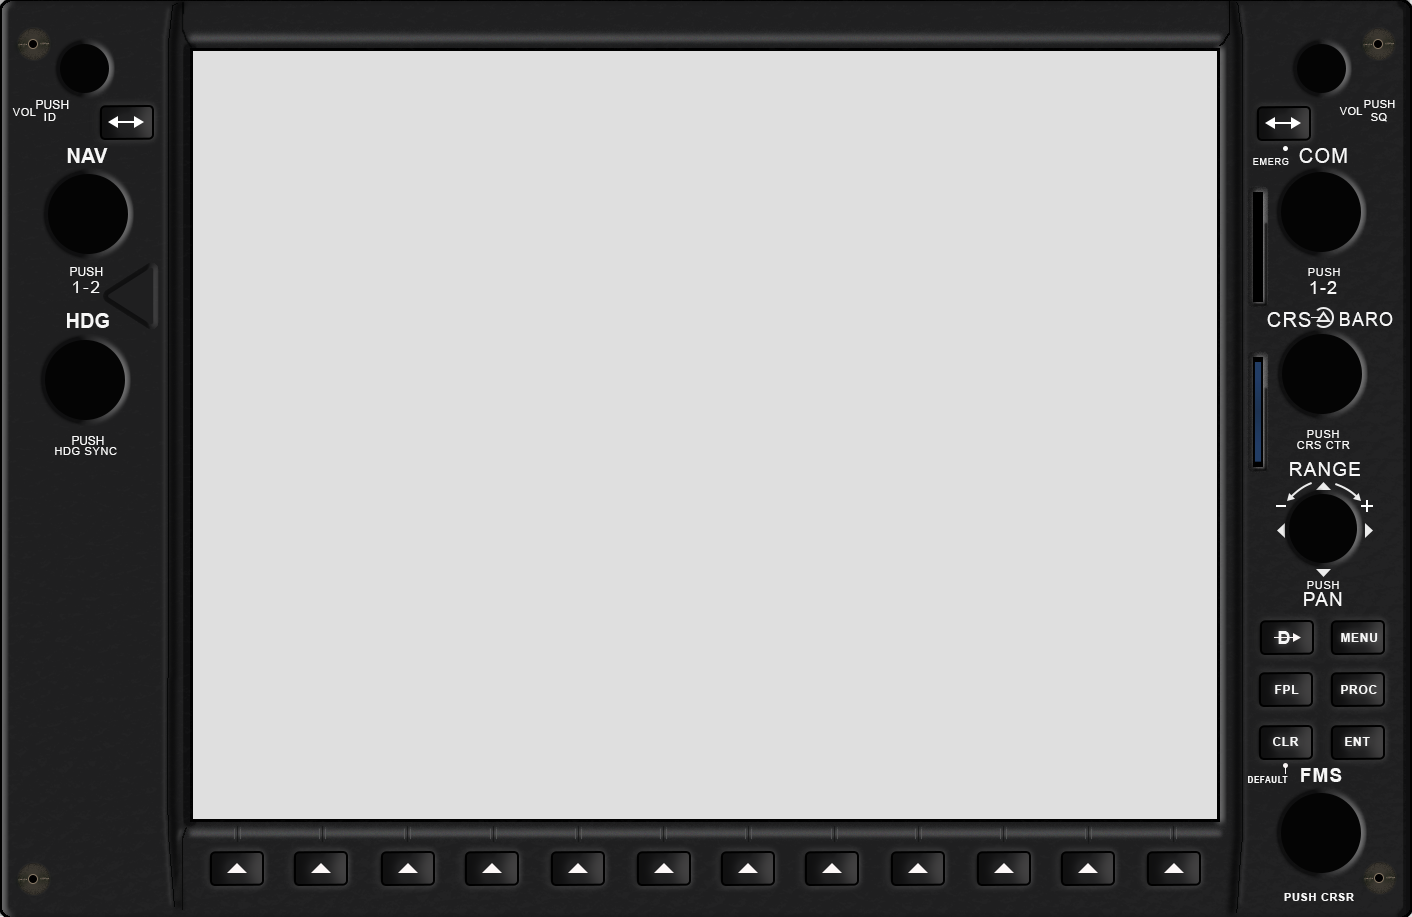 VOL PUSH
ID
NAV
PUSH
1-2
HDG
PUSH
HDG SYNC
VOL PUSH
SQ
EMERG
COM
PUSH
1-2
CRS BARO
PUSH
CRS CTR
RANGE
- +
PUSH
PAN
D MENU
FPL PROC
CLR ENT
DEFAULT FMS
PUSH CRSR